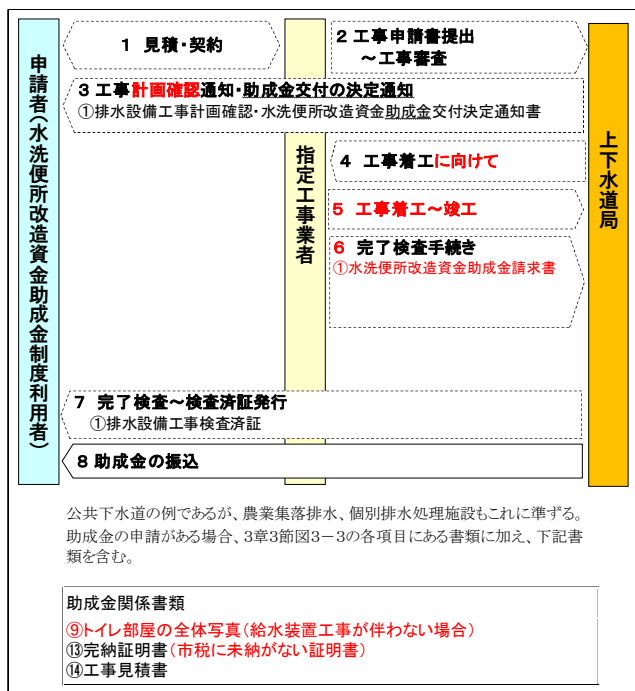 申請者(水洗便所改造資金助成金制度利用者)
1 見積・契約
2 工事申請書提出
～工事審査
3 工事計画確認通知・助成金交付の決定通知
①排水設備工事計画確認・水洗便所改造資金助成金交付決定通知書
指定工事業者
上下水道局
4 工事着工に向けて
5 工事着工～竣工
6 完了検査手続き
①水洗便所改造資金助成金請求書
7 完了検査～検査済証発行
①排水設備工事検査済証
8 助成金の振込
公共下水道の例であるが、農業集落排水、個別排水処理施設もこれに準ずる。
助成金の申請がある場合、3章3節図3－3の各項目にある書類に加え、下記書
類を含む。
助成金関係書類
⑨トイレ部屋の全体写真(給水装置工事が伴わない場合)
⑬完納証明書(市税に未納がない証明書)
⑭工事見積書